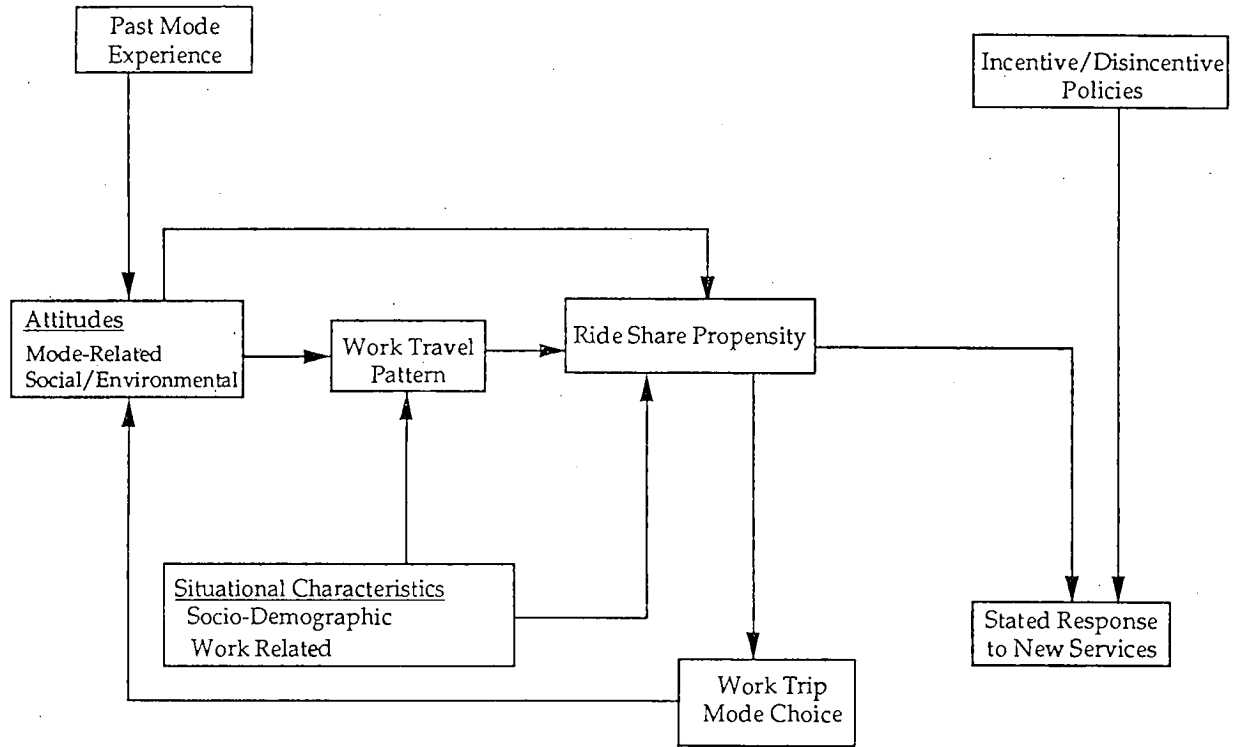 Past Mode
Experience
Incentive/Disincentive
Policies
Attitudes
Mode-Related
Social/Environmental
Work Travel
Pattern
Ride Share Propensity
Situational Characteristics
Socio-Demographic
Work Related
Work Trip
Mode Choice
Stated Response
to New Services